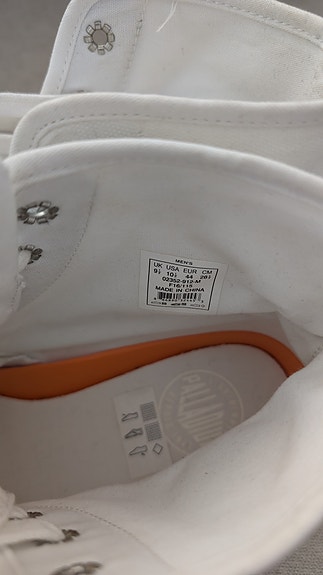 MEN'S
UK USA EUR CM
9½ 10½ 44 28½
02352-912-M
F16/115
MADE IN CHINA
PALLADIUM